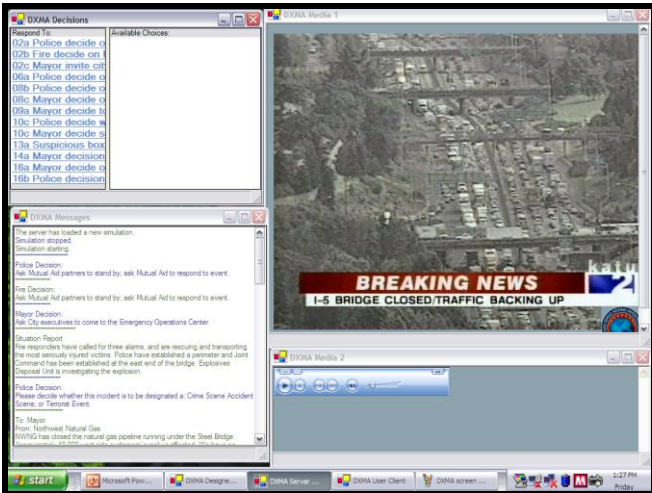 DXMA Decisions
Respond To:
Available Choices:
02a Police decide o
02b Fire decide on
02c Mayor invite cit
06a Police decide o
08b Police decide o
08c Mayor decide o
09a Mayor decide to
10c Police decide w
10c Mayor decide s
13a Suspicious box
14a Mayor decision
16a Mayor decide o
16b Police decision
DXMA Media 1
BREAKING NEWS
katu
2
I-5 BRIDGE CLOSED/TRAFFIC BACKING UP
DXMA Messages
The server has loaded a new simulation.
Simulation stopped.
Simulation starting.
********************
Police Decision:
Ask Mutual Aid partners to stand by; ask Mutual Aid to respond to event.
********************
Fire Decision:
Ask Mutual Aid partners to stand by; ask Mutual Aid to respond to event.
********************
Mayor Decision:
Ask City executives to come to the Emergency Operations Center.
********************
Situation Report
Fire responders have called for three alarms, and are rescuing and transporting
the most seriously injured victims. Police have established a perimeter and Joint
Command has been established at the east end of the bridge. Explosives
Disposal Unit is investigating the explosion.
********************
Police Decision:
Please decide whether this incident is to be designated a: Crime Scene Accident
Scene; or Terrorist Event.
********************
To: Mayor
From: Northwest Natural Gas
NWNG has closed the natural gas pipeline running under the Steel Bridge.
DXMA Media 2
start
Microsoft Pow...
DXMA Designe...
DXMA Server ...
DXMA User Client
DXMA screen ...
1:27 PM
Friday